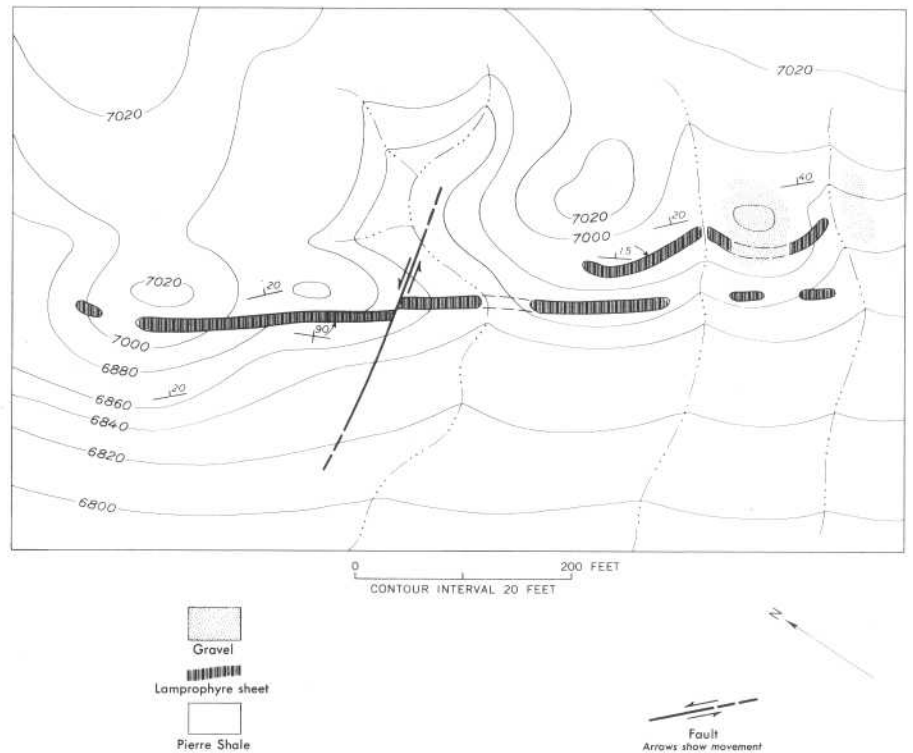 7020
7020
40
20
7020
7000
15
7020
20
20
7000
90
6880
20
6860
6840
6820
6800
0 200 FEET
CONTOUR INTERVAL 20 FEET
N
Gravel
Lamprophyre sheet
Pierre Shale
Fault
Arrows show movement